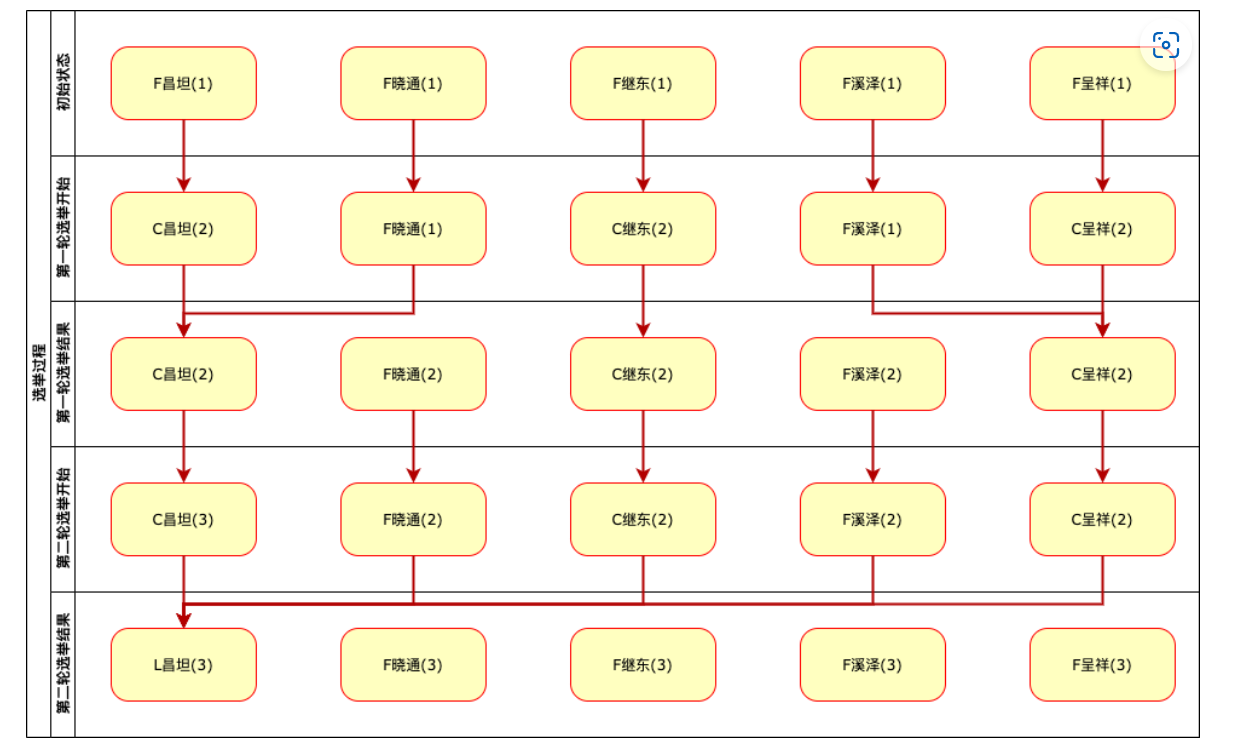 选举过程
初始状态
F昌坦(1)
F晓通(1)
F继东(1)
F溪泽(1)
F呈祥(1)
第一轮选举开始
C昌坦(2)
F晓通(1)
C继东(2)
F溪泽(1)
C呈祥(2)
第一轮选举结果
C昌坦(2)
F晓通(2)
C继东(2)
F溪泽(2)
C呈祥(2)
第二轮选举开始
C昌坦(3)
F晓通(2)
C继东(2)
F溪泽(2)
C呈祥(2)
第二轮选举结果
L昌坦(3)
F晓通(3)
F继东(3)
F溪泽(3)
F呈祥(3)